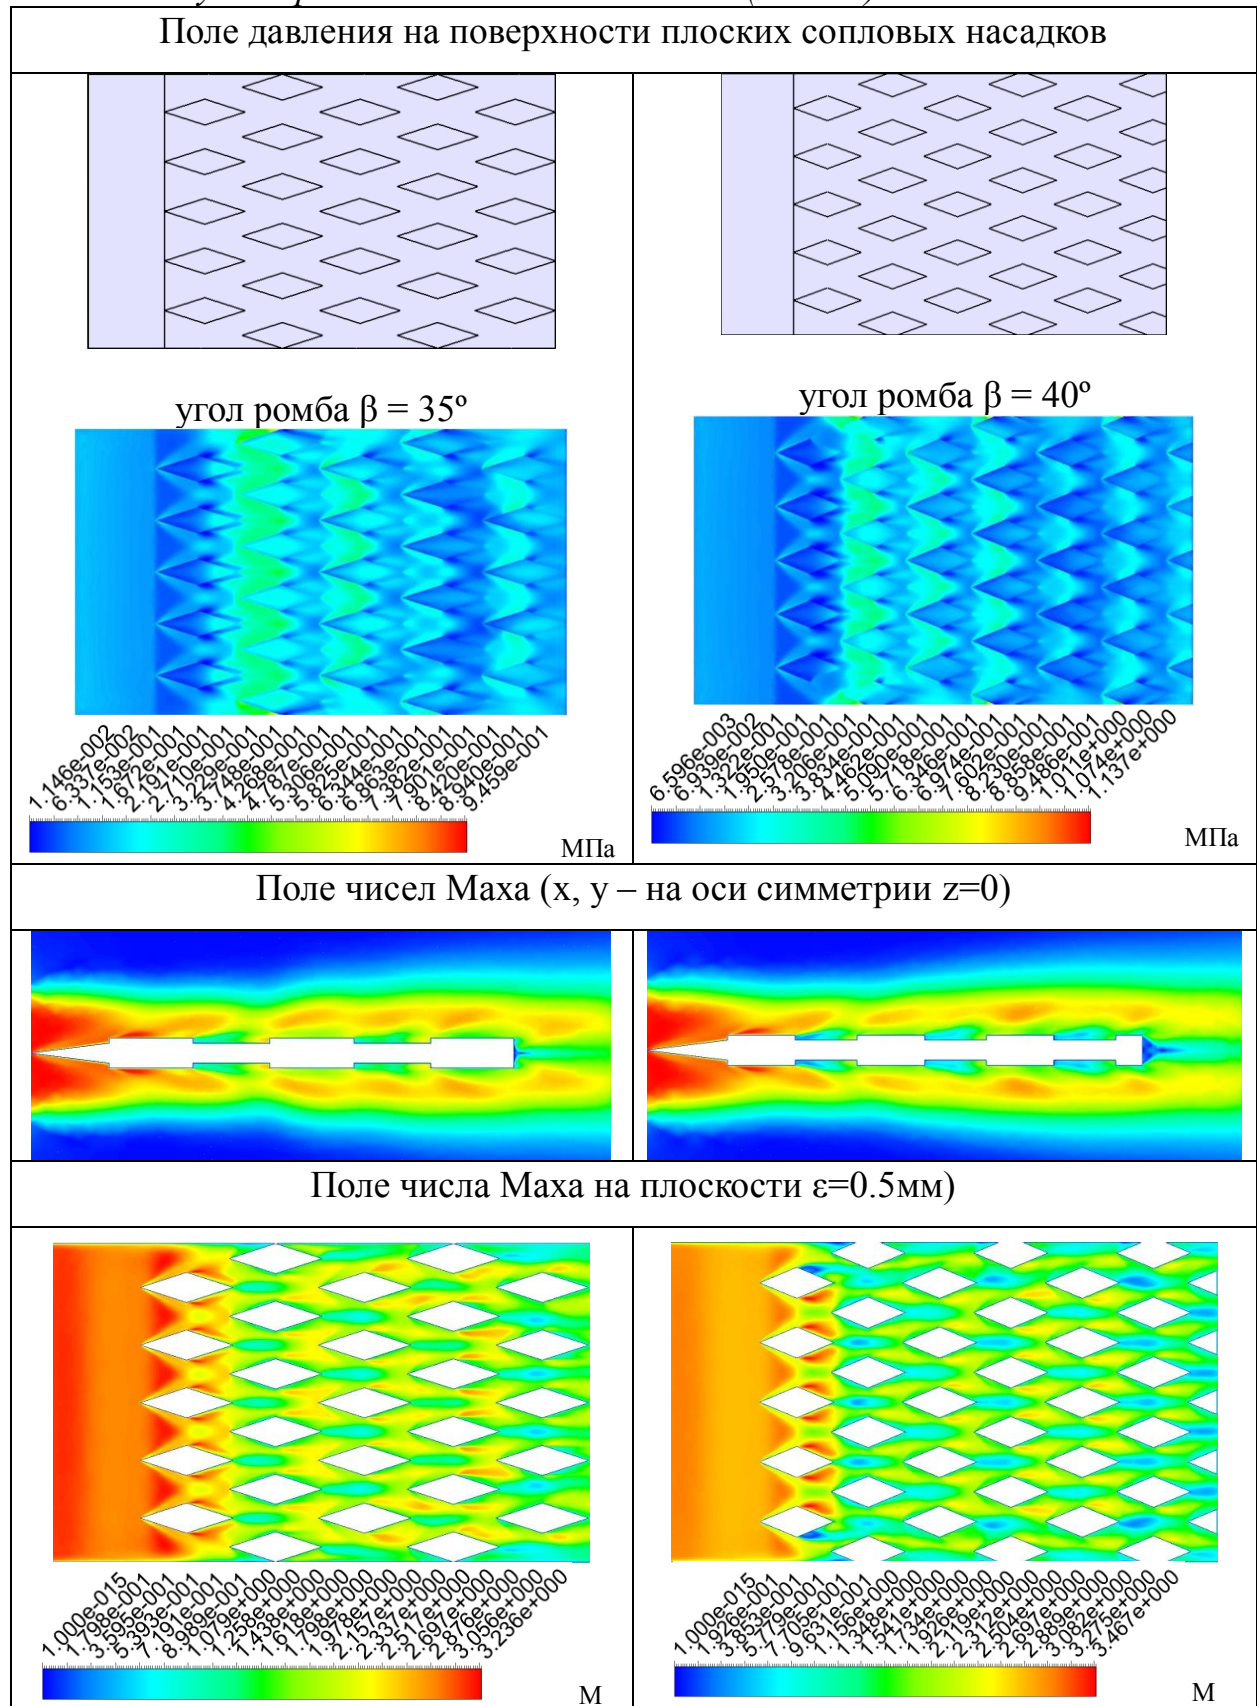 Поле давления на поверхности плоских сопловых насадков
угол ромба β = 35º
угол ромба β = 40º
1.146e-002
6.337e-002
1.153e-001
1.672e-001
2.191e-001
2.710e-001
3.229e-001
3.748e-001
4.268e-001
4.787e-001
5.306e-001
5.825e-001
6.344e-001
6.863e-001
7.382e-001
7.901e-001
8.420e-001
8.940e-001
9.459e-001
МПа
6.596e-003
6.939e-002
1.322e-001
1.950e-001
2.578e-001
3.206e-001
3.834e-001
4.462e-001
5.090e-001
5.718e-001
6.346e-001
6.974e-001
7.602e-001
8.230e-001
8.858e-001
9.486e-001
1.011e+000
1.074e+000
1.137e+000
МПа
Поле чисел Маха (x, y – на оси симметрии z=0)
Поле числа Маха на плоскости ε=0.5мм)
1.000e-015
1.798e-001
3.595e-001
5.393e-001
7.191e-001
8.989e-001
1.079e+000
1.258e+000
1.438e+000
1.618e+000
1.798e+000
1.978e+000
2.157e+000
2.337e+000
2.517e+000
2.697e+000
2.876e+000
3.056e+000
3.236e+000
М
1.000e-015
1.926e-001
3.853e-001
5.779e-001
7.705e-001
9.631e-001
1.156e+000
1.348e+000
1.541e+000
1.734e+000
1.926e+000
2.119e+000
2.312e+000
2.504e+000
2.697e+000
2.889e+000
3.082e+000
3.275e+000
3.467e+000
М